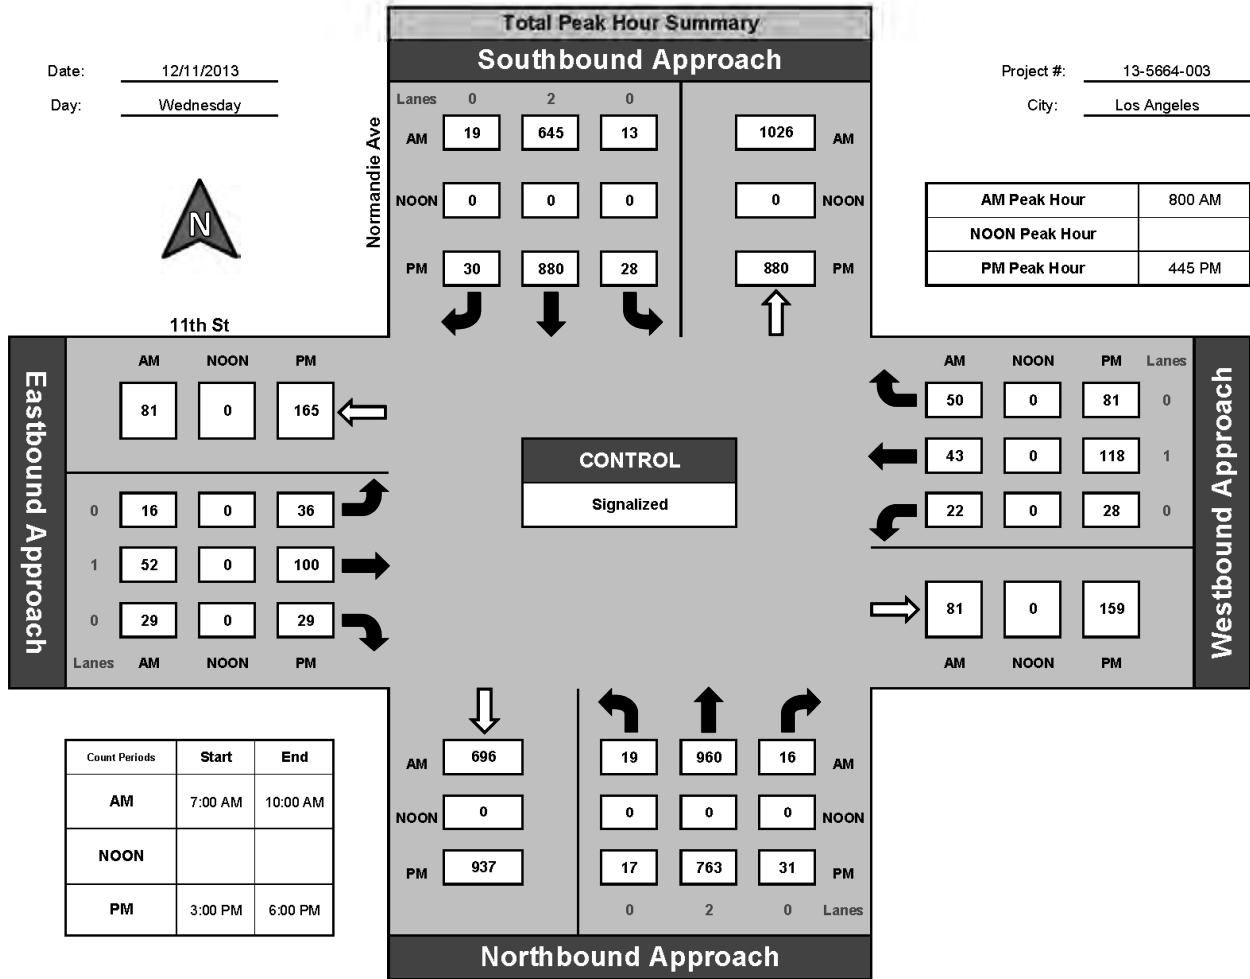 Total Peak Hour Summary
Southbound Approach
Date: 12/11/2013
Day: Wednesday
Project #: 13-5664-003
City: Los Angeles
Normandie Ave
Lanes 0 2 0
AM 19 645 13 1026 AM
NOON 0 0 0 0 NOON
PM 30 880 28 880 PM
N
AM Peak Hour 800 AM
NOON Peak Hour
PM Peak Hour 445 PM
11th St
Eastbound Approach
AM NOON PM
81 0 165
0 16 0 36
1 52 0 100
0 29 0 29
Lanes AM NOON PM
CONTROL
Signalized
AM NOON PM Lanes
50 0 81 0
43 0 118 1
22 0 28 0
81 0 159
AM NOON PM
Westbound Approach
Count Periods Start End
AM 7:00 AM 10:00 AM
NOON
PM 3:00 PM 6:00 PM
AM 696 19 960 16 AM
NOON 0 0 0 0 NOON
PM 937 17 763 31 PM
0 2 0 Lanes
Northbound Approach